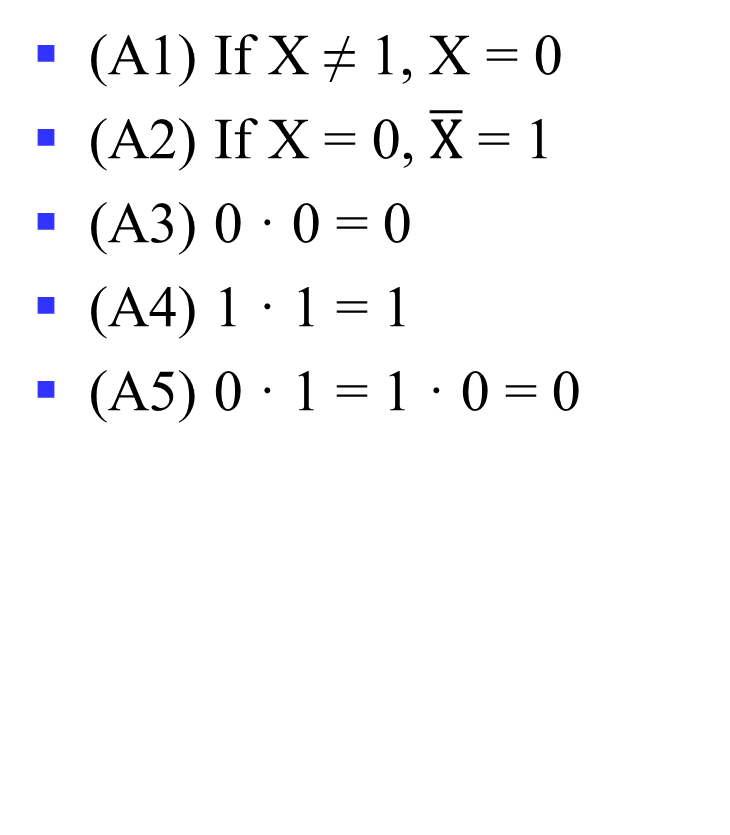 ▪ (A1) If X ≠ 1, X = 0
▪ (A2) If X = 0, X̅ = 1
▪ (A3) 0 · 0 = 0
▪ (A4) 1 · 1 = 1
▪ (A5) 0 · 1 = 1 · 0 = 0